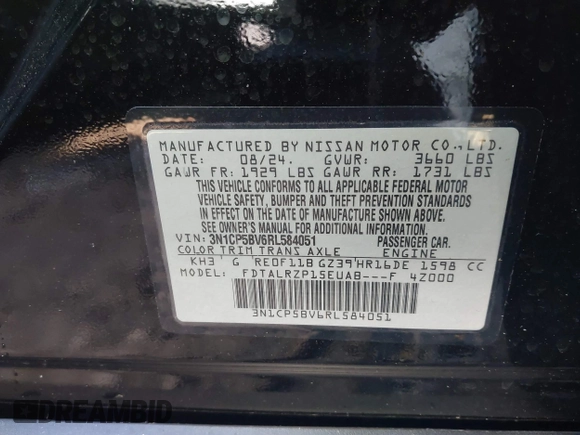 MANUFACTURED BY NISSAN MOTOR CO.,LTD.
DATE: 08/24. GVWR: 3660 LBS
GAWR FR: 1929 LBS GAWR RR: 1731 LBS
THIS VEHICLE CONFORMS TO ALL APPLICABLE FEDERAL MOTOR
VEHICLE SAFETY, BUMPER AND THEFT PREVENTION
STANDARDS IN EFFECT ON THE DATE OF
MANUFACTURE SHOWN ABOVE.
SEE OWNER'S MANUAL FOR ADDITIONAL INFORMATION.
VIN: 3N1CP5BV6RL584051 PASSENGER CAR.
COLOR TRIM TRANS AXLE ENGINE
KH3 G RE0F11B GZ39 HR16DE 1598 CC
MODEL: FDTALRZP15EUAB---F 4Z000
3N1CP5BV6RL584051
DREAMBID